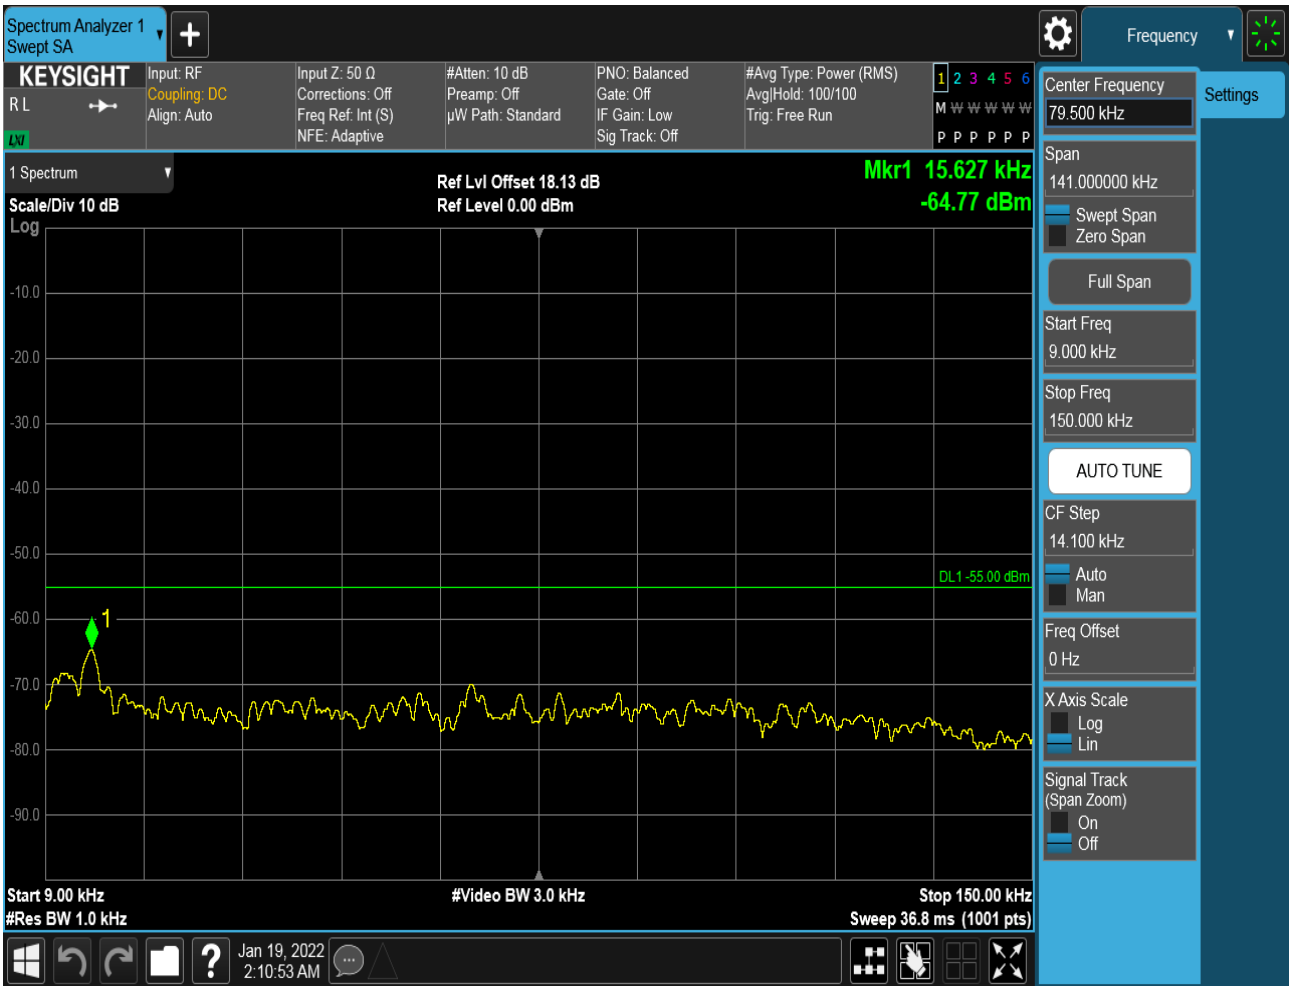 Spectrum Analyzer 1
Swept SA
+
Frequency
KEYSIGHT
R L
LXI
Input: RF
Coupling: DC
Align: Auto
Input Z: 50 Ω
Corrections: Off
Freq Ref: Int (S)
NFE: Adaptive
#Atten: 10 dB
Preamp: Off
µW Path: Standard
PNO: Balanced
Gate: Off
IF Gain: Low
Sig Track: Off
#Avg Type: Power (RMS)
Avg|Hold: 100/100
Trig: Free Run
1 2 3 4 5 6
M W W W W W
P P P P P P
1 Spectrum
Scale/Div 10 dB
Log
Ref Lvl Offset 18.13 dB
Ref Level 0.00 dBm
Mkr1 15.627 kHz
-64.77 dBm
-10.0
-20.0
-30.0
-40.0
-50.0
DL1 -55.00 dBm
-60.0
1
-70.0
-80.0
-90.0
Start 9.00 kHz
#Video BW 3.0 kHz
Stop 150.00 kHz
#Res BW 1.0 kHz
Sweep 36.8 ms (1001 pts)
?
Jan 19, 2022
2:10:53 AM
Center Frequency
79.500 kHz
Settings
Span
141.000000 kHz
Swept Span
Zero Span
Full Span
Start Freq
9.000 kHz
Stop Freq
150.000 kHz
AUTO TUNE
CF Step
14.100 kHz
Auto
Man
Freq Offset
0 Hz
X Axis Scale
Log
Lin
Signal Track
(Span Zoom)
On
Off